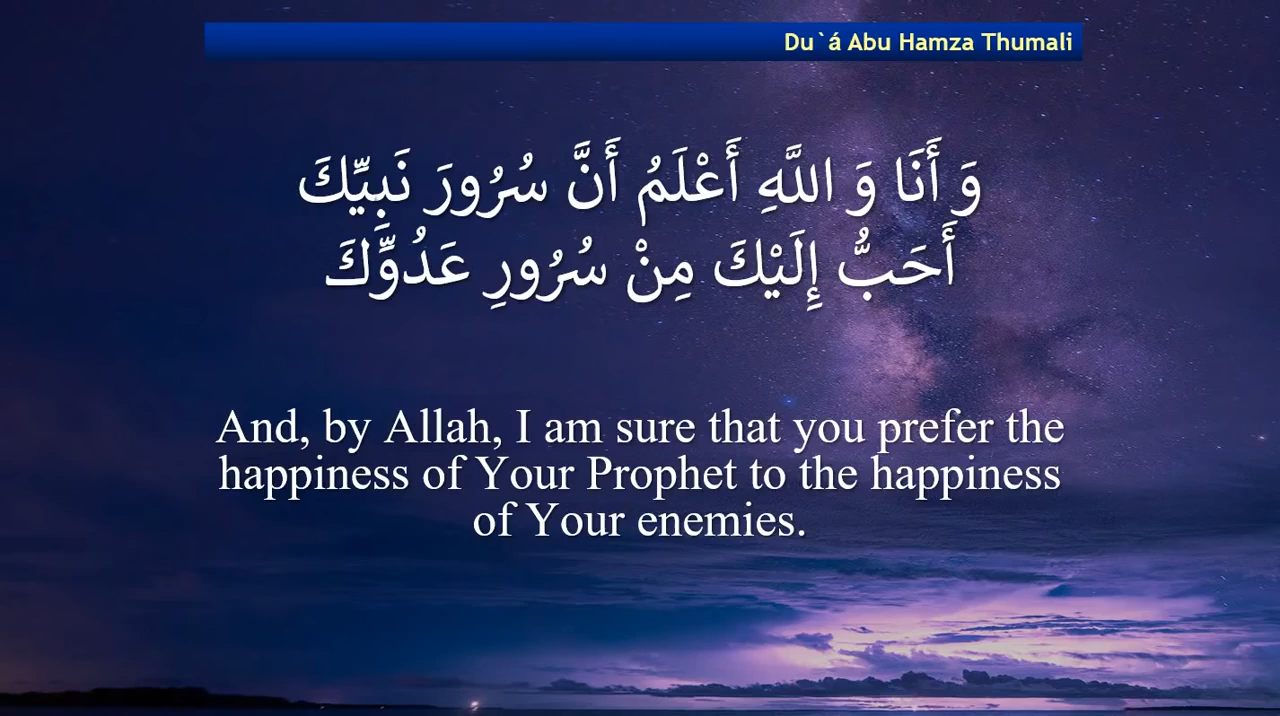 Du`á Abu Hamza Thumali
وَ أَنَا وَ اللَّهِ أَعْلَمُ أَنَّ سُرُورَ نَبِيِّكَ
أَحَبُّ إِلَيْكَ مِنْ سُرُورِ عَدُوِّكَ
And, by Allah, I am sure that you prefer the
happiness of Your Prophet to the happiness
of Your enemies.